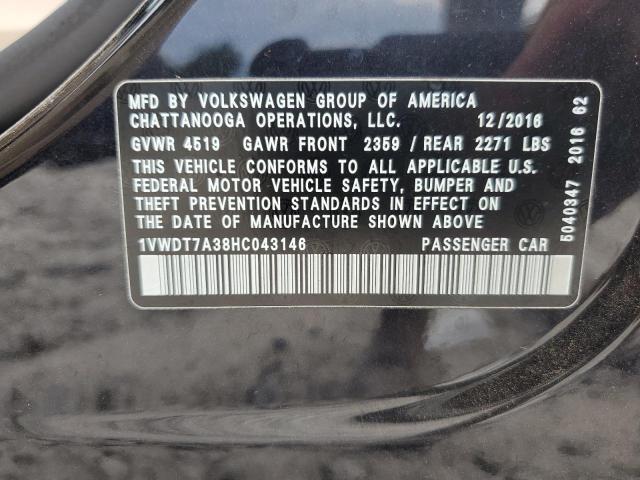 MFD BY VOLKSWAGEN GROUP OF AMERICA
CHATTANOOGA OPERATIONS, LLC. 12/2016
GVWR 4519 GAWR FRONT 2359 / REAR 2271 LBS
THIS VEHICLE CONFORMS TO ALL APPLICABLE U.S.
FEDERAL MOTOR VEHICLE SAFETY, BUMPER AND
THEFT PREVENTION STANDARDS IN EFFECT ON
THE DATE OF MANUFACTURE SHOWN ABOVE
1VWDT7A38HC043146 PASSENGER CAR
5040347 2016 62